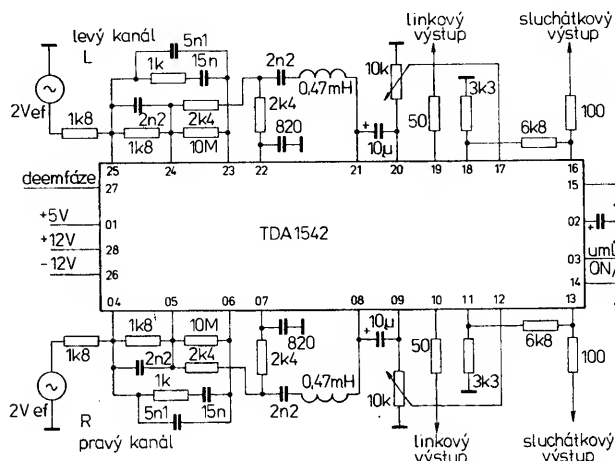 levý kanál
L
5n1
1k
15n
2Vef
1k8
2n2
1k8
2k4
10M
2n2
2k4
820
0,47mH
10µ
10k
linkový
výstup
50
3k3
6k8
sluchátkový
výstup
100
25
24
23
22
21
20
19
18
17
16
deemfáze
27
+5V
01
+12V
28
-12V
26
TDA1542
15
02
+
03
14
04
05
06
07
08
09
10
11
12
13
1k8
1k8
10M
2n2
2k4
1k
5n1
15n
2Vef
R
pravý kanál
820
2k4
2n2
0,47mH
10µ
10k
50
3k3
6k8
100
linkový
výstup
sluchátkový
výstup